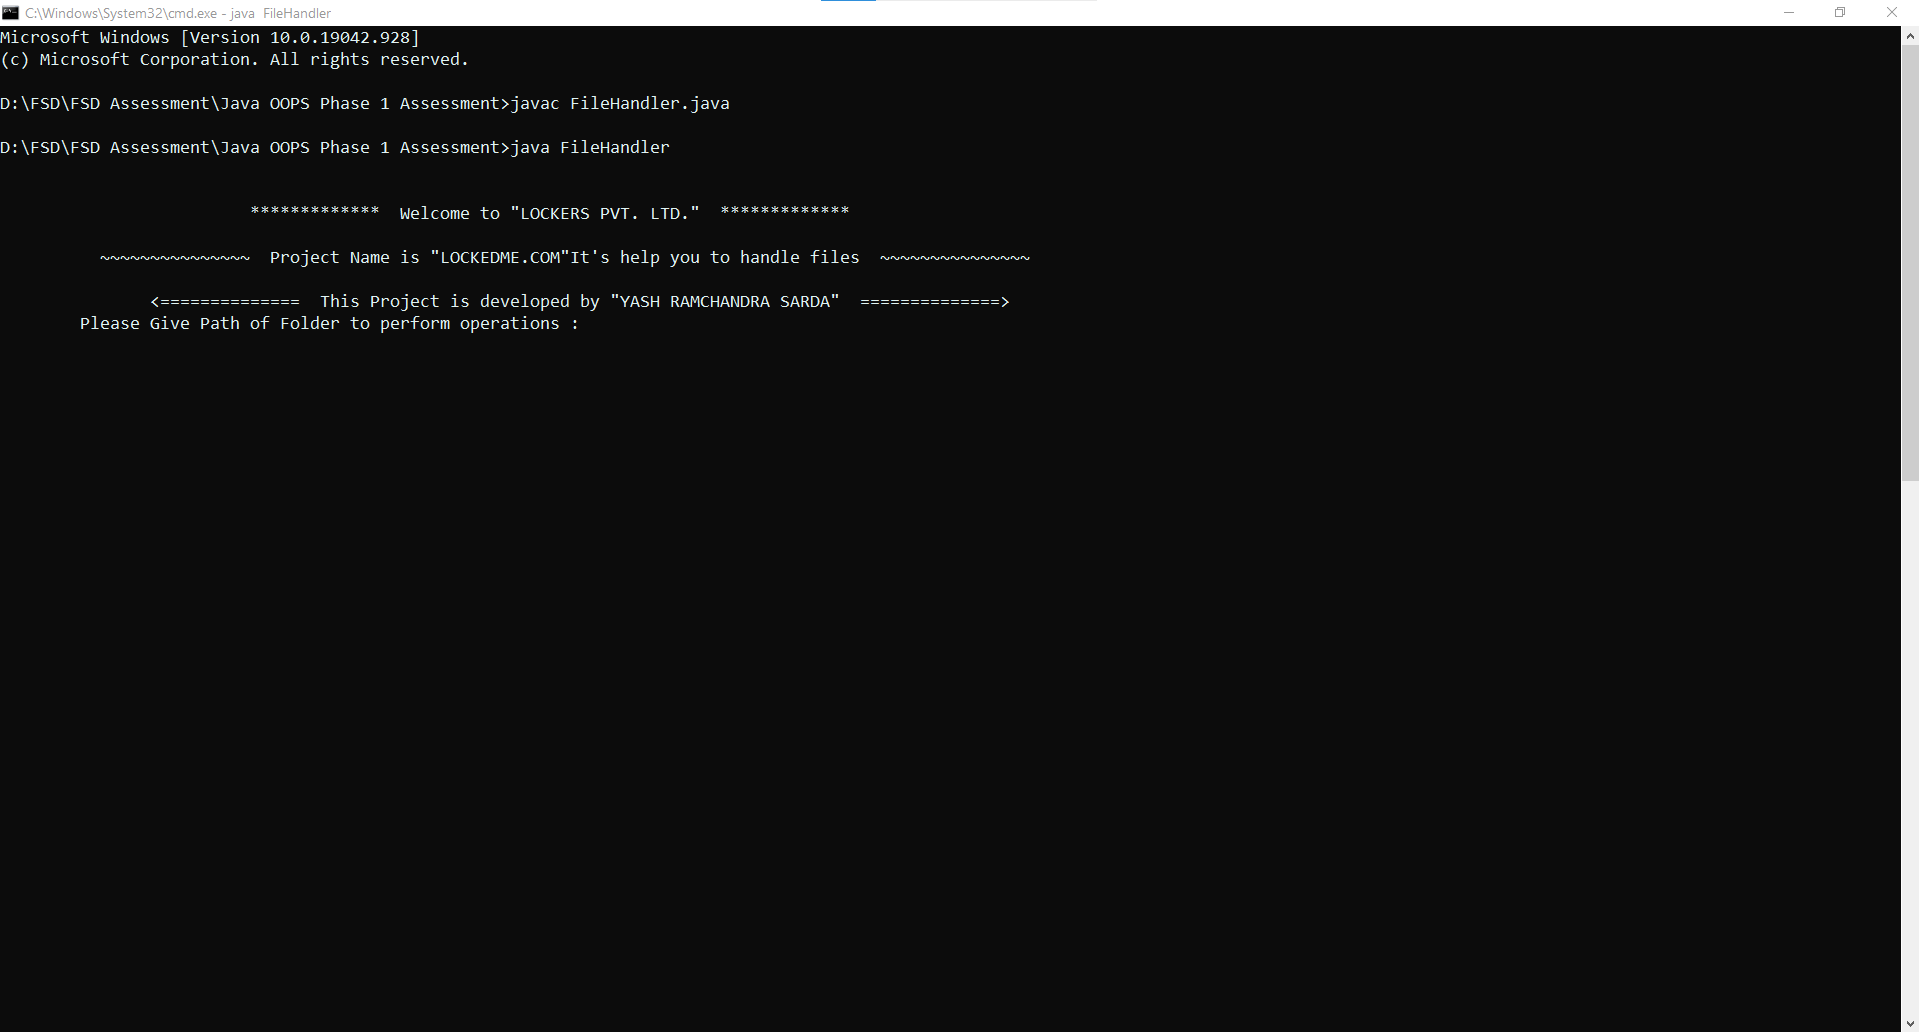 C:\Windows\System32\cmd.exe - java  FileHandler
Microsoft Windows [Version 10.0.19042.928]
(c) Microsoft Corporation. All rights reserved.
D:\FSD\FSD Assessment\Java OOPS Phase 1 Assessment>javac FileHandler.java
D:\FSD\FSD Assessment\Java OOPS Phase 1 Assessment>java FileHandler
*************  Welcome to "LOCKERS PVT. LTD."  *************
~~~~~~~~~~~~~~~  Project Name is "LOCKEDME.COM"It's help you to handle files  ~~~~~~~~~~~~~~~
<==============  This Project is developed by "YASH RAMCHANDRA SARDA"  ==============>
Please Give Path of Folder to perform operations :